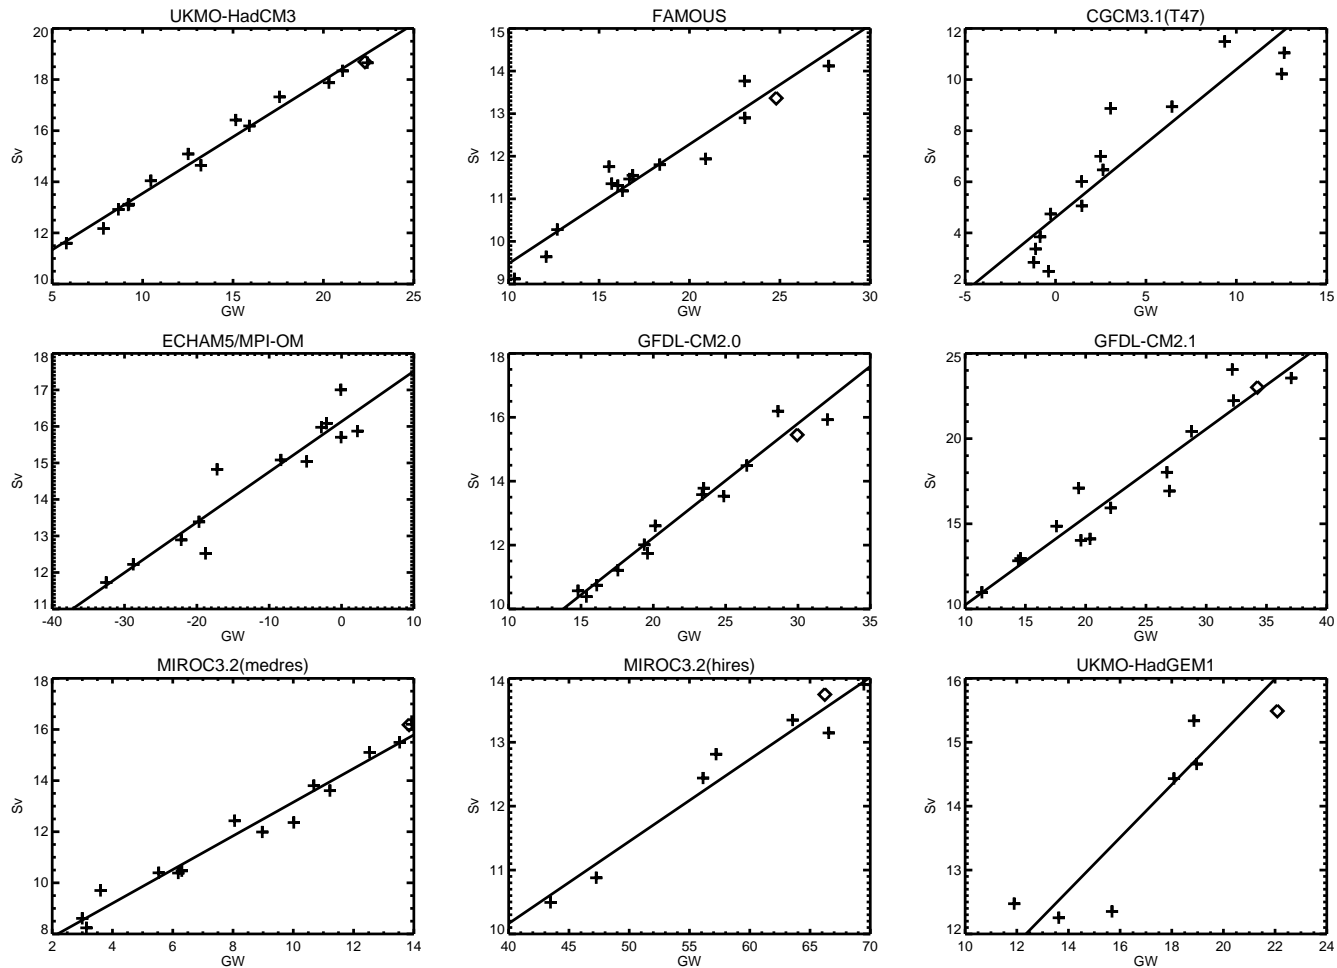 UKMO-HadCM3
FAMOUS
CGCM3.1(T47)
20
18
16
14
12
10
Sv
5 10 15 20 25
GW
15
14
13
12
11
10
9
Sv
10 15 20 25 30
GW
12
10
8
6
4
2
Sv
-5 0 5 10 15
GW
ECHAM5/MPI-OM
GFDL-CM2.0
GFDL-CM2.1
18
17
16
15
14
13
12
11
Sv
-40 -30 -20 -10 0 10
GW
18
16
14
12
10
Sv
10 15 20 25 30 35
GW
25
20
15
10
Sv
10 15 20 25 30 35 40
GW
MIROC3.2(medres)
MIROC3.2(hires)
UKMO-HadGEM1
18
16
14
12
10
8
Sv
2 4 6 8 10 12 14
GW
14
13
12
11
10
Sv
40 45 50 55 60 65 70
GW
16
15
14
13
12
Sv
10 12 14 16 18 20 22 24
GW